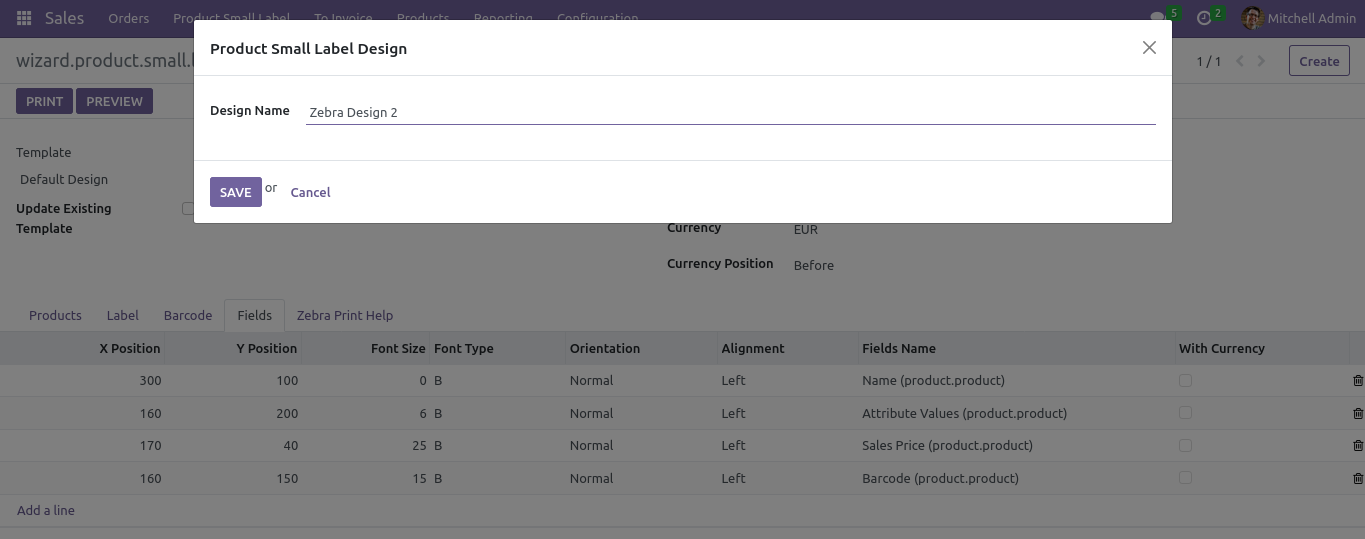 Sales Orders Product Small Label To Invoice Products Reporting Configuration 5 2 Mitchell Admin
Product Small Label Design
wizard.product.small.l 1 / 1 Create
PRINT PREVIEW
Design Name Zebra Design 2
Template
Default Design
SAVE or Cancel
Update Existing
Template
Currency EUR
Currency Position Before
Products Label Barcode Fields Zebra Print Help
X Position Y Position Font Size Font Type Orientation Alignment Fields Name With Currency
300 100 0 B Normal Left Name (product.product)
160 200 6 B Normal Left Attribute Values (product.product)
170 40 25 B Normal Left Sales Price (product.product)
160 150 15 B Normal Left Barcode (product.product)
Add a line